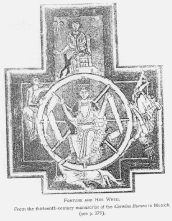 FORTUNE AND HER WHEEL.
From the thirteenth-century manuscript of the Carmina Burana in Munich
(see p. 275).